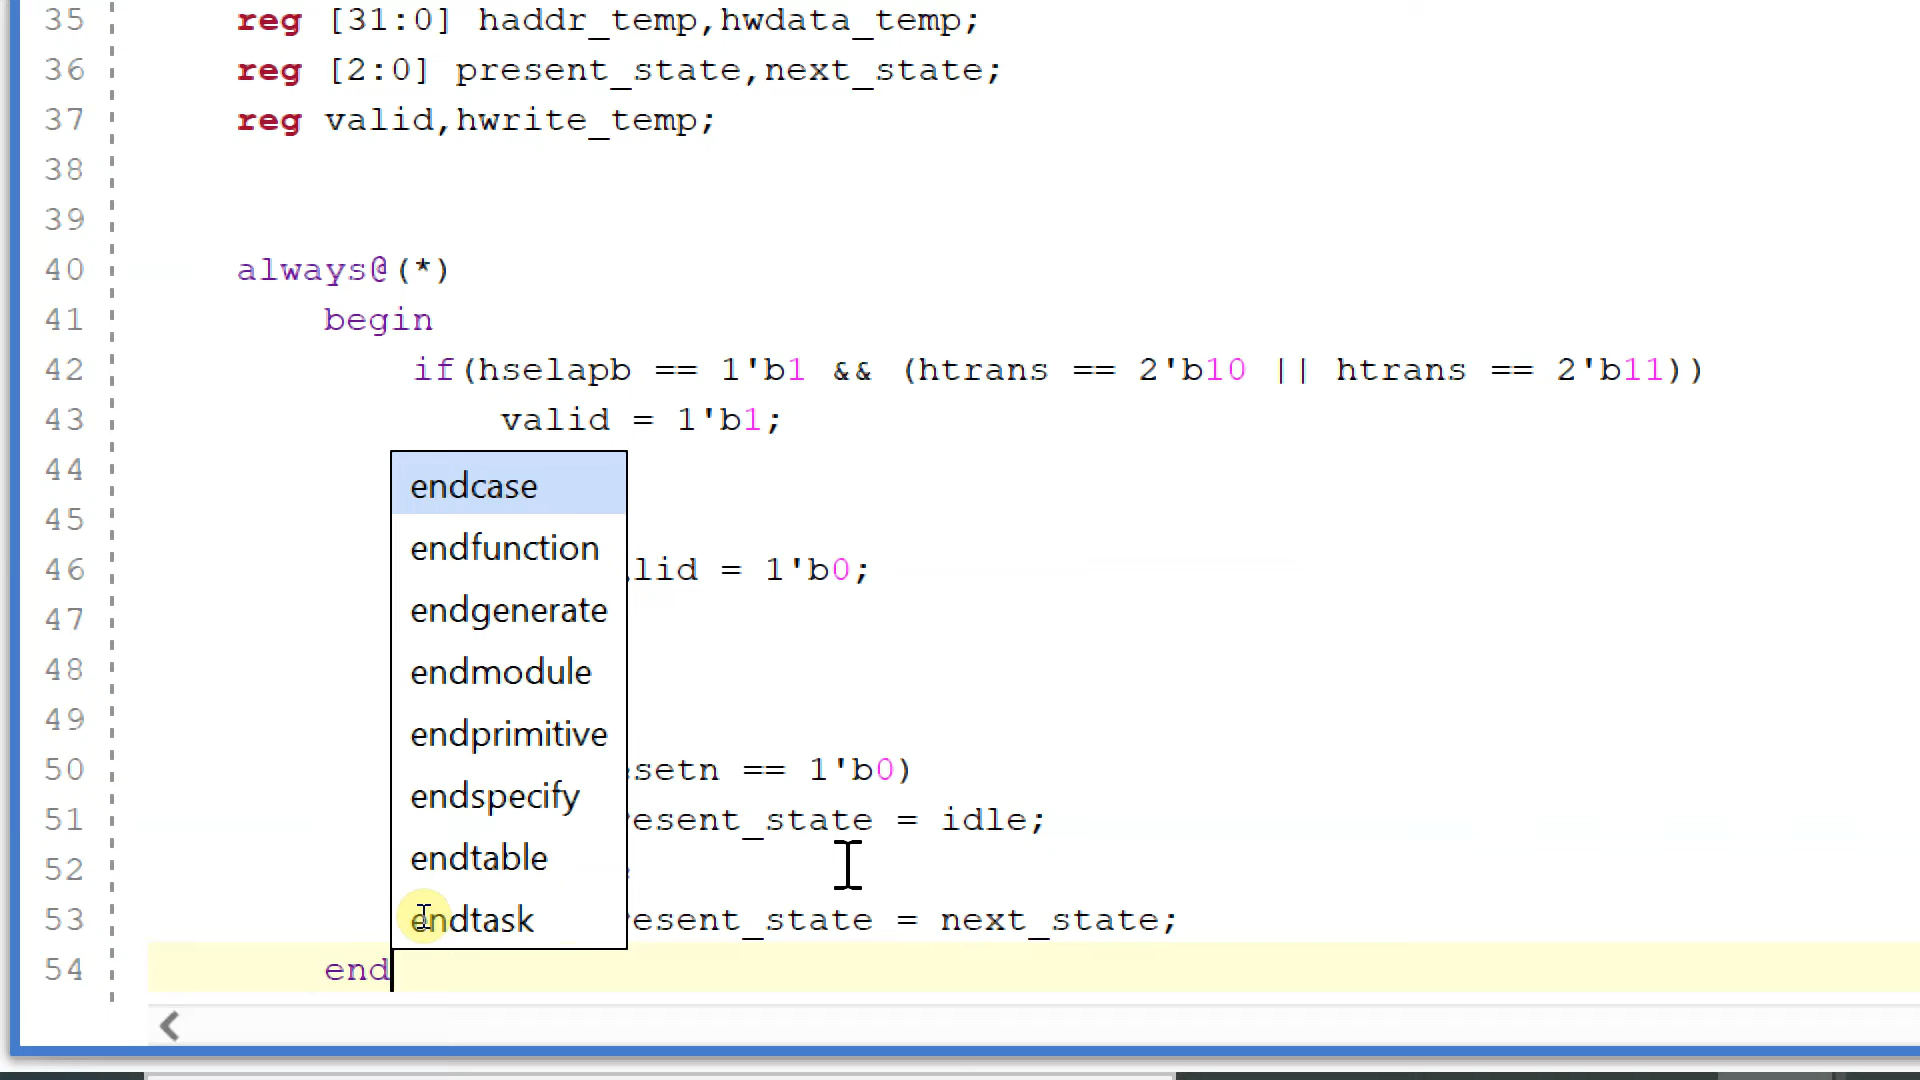 35 reg [31:0] haddr_temp,hwdata_temp;
36 reg [2:0] present_state,next_state;
37 reg valid,hwrite_temp;
38
39
40 always@(*)
41 begin
42 if(hselapb == 1'b1 && (htrans == 2'b10 || htrans == 2'b11))
43 valid = 1'b1;
44
endcase
45
endfunction
46 lid = 1'b0;
endgenerate
47
48
endmodule
49
endprimitive
50 setn == 1'b0)
endspecify
51 esent_state = idle;
52
endtable
53 esent_state = next_state;
endtask
54 end